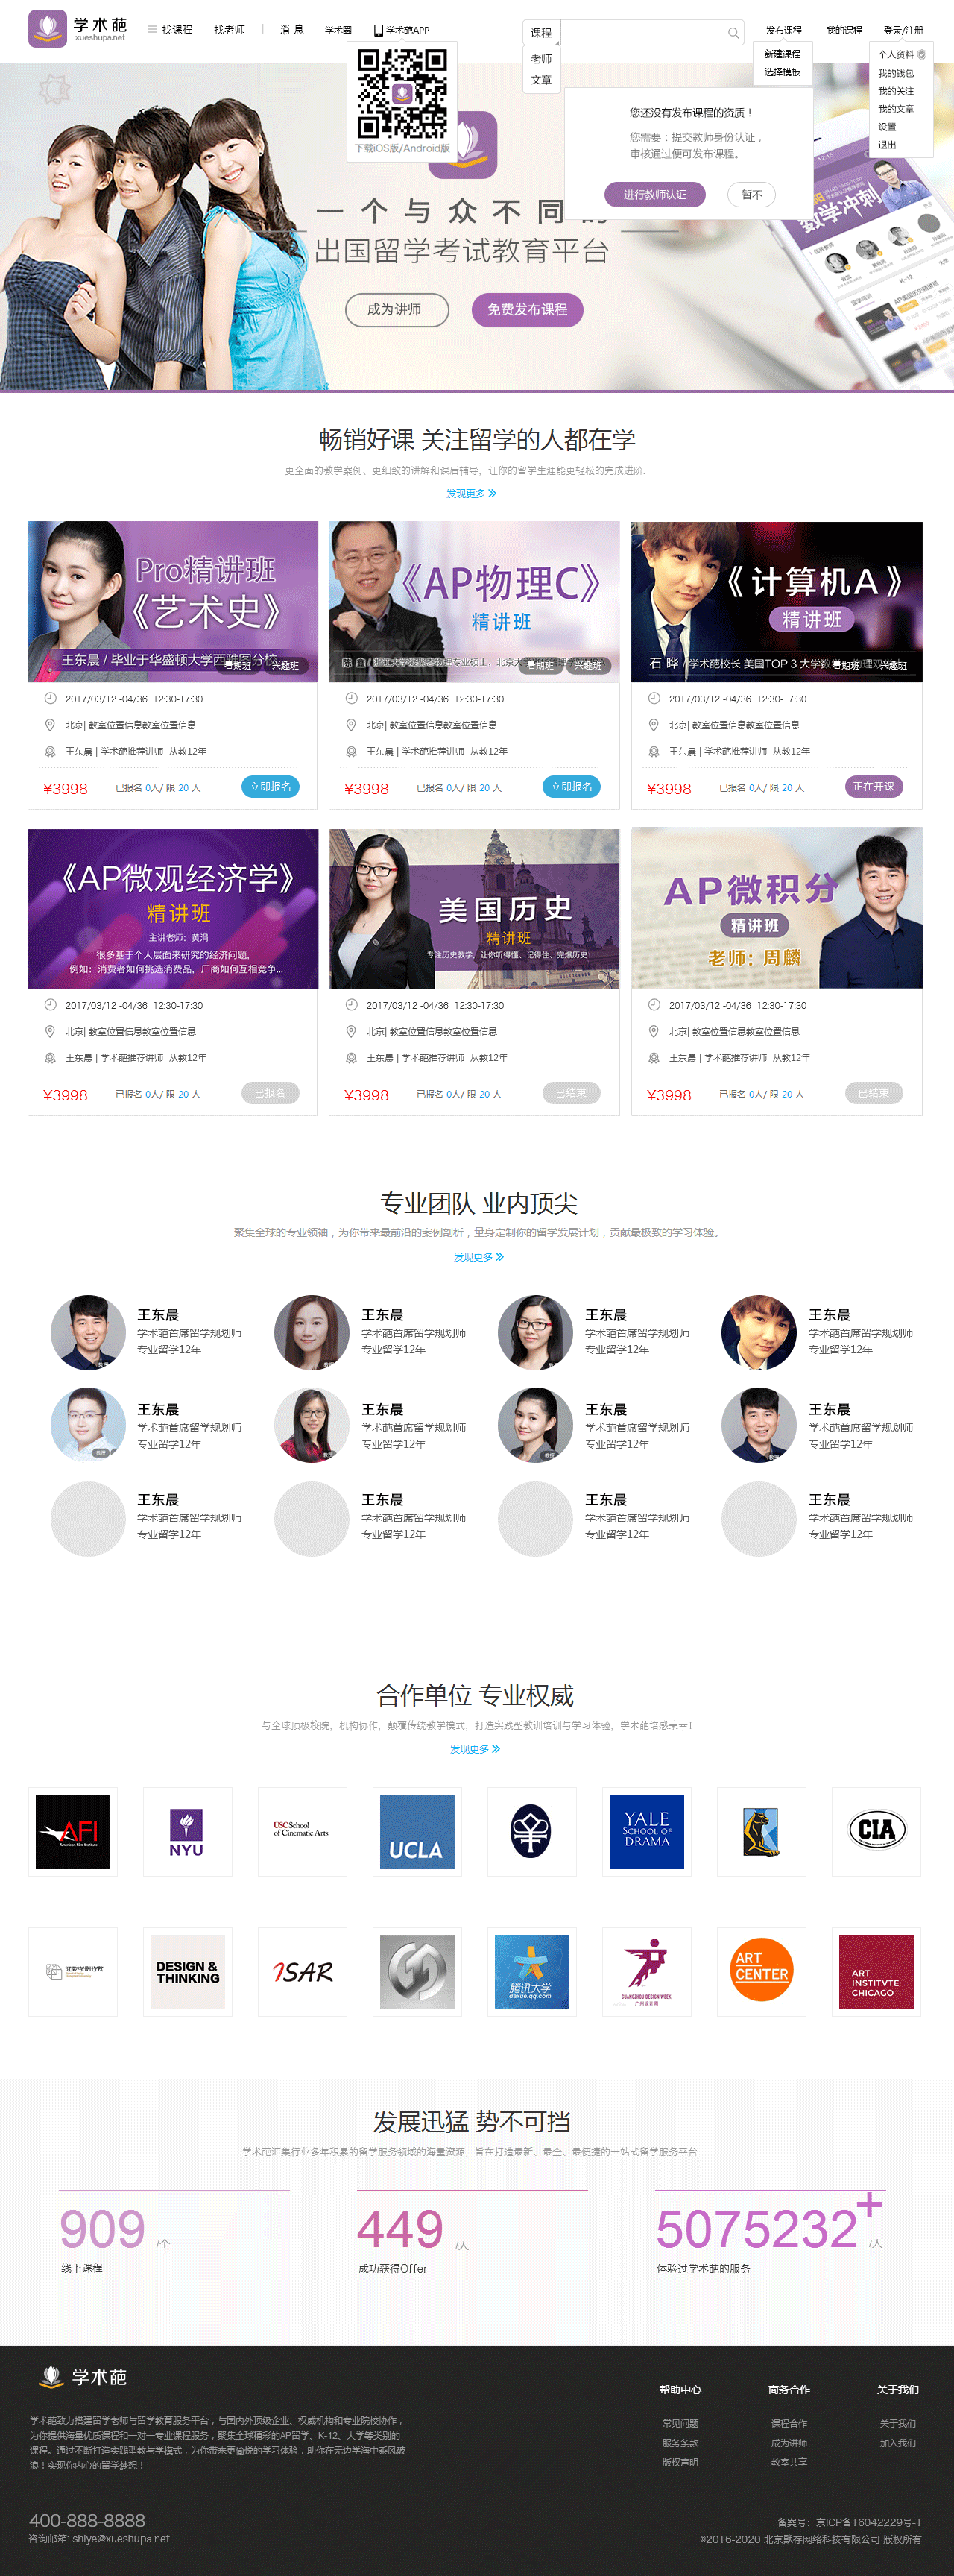 学术葩
xueshupa.net
找课程
找老师
消 息
学术圈
学术葩APP
课程
老师
文章
发布课程
我的课程
登录/注册
新建课程
选择模板
个人资料
我的钱包
我的关注
我的文章
设置
退出
下载iOS版/Android版
您还没有发布课程的资质！
您需要：提交教师身份认证，
审核通过便可发布课程。
进行教师认证
暂不
一个与众不同的
出国留学考试教育平台
成为讲师
免费发布课程
数学冲刺
畅销好课 关注留学的人都在学
更全面的教学案例、更细致的讲解和课后辅导，让你的留学生涯能更轻松的完成进阶.
发现更多
Pro精讲班
《艺术史》
王东晨 / 毕业于华盛顿大学西雅图分校
暑期班
兴趣班
《AP物理C》
精讲班
暑期班
兴趣班
《计算机A》
精讲班
石 晔 / 学术葩校长 美国TOP 3 大学数
暑期班
兴趣班
2017/03/12 -04/36 12:30-17:30
北京| 教室位置信息教室位置信息
王东晨 | 学术葩推荐讲师 从教12年
¥3998
已报名 0人/ 限 20 人
立即报名
2017/03/12 -04/36 12:30-17:30
北京| 教室位置信息教室位置信息
王东晨 | 学术葩推荐讲师 从教12年
¥3998
已报名 0人/ 限 20 人
立即报名
2017/03/12 -04/36 12:30-17:30
北京| 教室位置信息教室位置信息
王东晨 | 学术葩推荐讲师 从教12年
¥3998
已报名 0人/ 限 20 人
正在开课
《AP微观经济学》
精讲班
主讲老师：黄涓
很多基于个人层面来研究的经济问题，
例如：消费者如何挑选消费品，厂商如何互相竞争...
美国历史
精讲班
专注历史教学，让你听得懂、记得住、完爆历史
AP微积分
精讲班
老师：周麟
2017/03/12 -04/36 12:30-17:30
北京| 教室位置信息教室位置信息
王东晨 | 学术葩推荐讲师 从教12年
¥3998
已报名 0人/ 限 20 人
已报名
2017/03/12 -04/36 12:30-17:30
北京| 教室位置信息教室位置信息
王东晨 | 学术葩推荐讲师 从教12年
¥3998
已报名 0人/ 限 20 人
已结束
2017/03/12 -04/36 12:30-17:30
北京| 教室位置信息教室位置信息
王东晨 | 学术葩推荐讲师 从教12年
¥3998
已报名 0人/ 限 20 人
已结束
专业团队 业内顶尖
聚集全球的专业领袖，为你带来最前沿的案例剖析，量身定制你的留学发展计划，贡献最极致的学习体验。
发现更多
王东晨
学术葩首席留学规划师
专业留学12年
王东晨
学术葩首席留学规划师
专业留学12年
王东晨
学术葩首席留学规划师
专业留学12年
王东晨
学术葩首席留学规划师
专业留学12年
王东晨
学术葩首席留学规划师
专业留学12年
王东晨
学术葩首席留学规划师
专业留学12年
王东晨
学术葩首席留学规划师
专业留学12年
王东晨
学术葩首席留学规划师
专业留学12年
王东晨
学术葩首席留学规划师
专业留学12年
王东晨
学术葩首席留学规划师
专业留学12年
王东晨
学术葩首席留学规划师
专业留学12年
王东晨
学术葩首席留学规划师
专业留学12年
合作单位 专业权威
与全球顶级校院，机构协作，颠覆传统教学模式，打造实践型教训培训与学习体验，学术葩培感荣幸！
发现更多
AFI
American Film Institute
NYU
USC School
of Cinematic Arts
UCLA
YALE
SCHOOL OF
DRAMA
CIA
DESIGN &
THINKING
ISAR
腾讯大学
daxue.qq.com
GUANGZHOU DESIGN WEEK
广州设计周
ART
CENTER
ART
INSTITVTE
CHICAGO
发展迅猛 势不可挡
学术葩汇集行业多年积累的留学服务领域的海量资源，旨在打造最新、最全、最便捷的一站式留学服务平台.
909 /个
线下课程
449 /人
成功获得Offer
5075232+ /人
体验过学术葩的服务
学术葩
学术葩致力搭建留学老师与留学教育服务平台，与国内外顶级企业、权威机构和专业院校协作，
为你提供海量优质课程和一对一专业课程服务，聚集全球精彩的AP留学、K-12、大学等类别的
课程。通过不断打造实践型教与学模式，为你带来更愉悦的学习体验，助你在无边学海中乘风破
浪！实现你内心的留学梦想！
帮助中心
常见问题
服务条款
版权声明
商务合作
课程合作
成为讲师
教室共享
关于我们
关于我们
加入我们
400-888-8888
咨询邮箱: shiye@xueshupa.net
备案号：京ICP备16042229号-1
©2016-2020 北京默存网络科技有限公司 版权所有